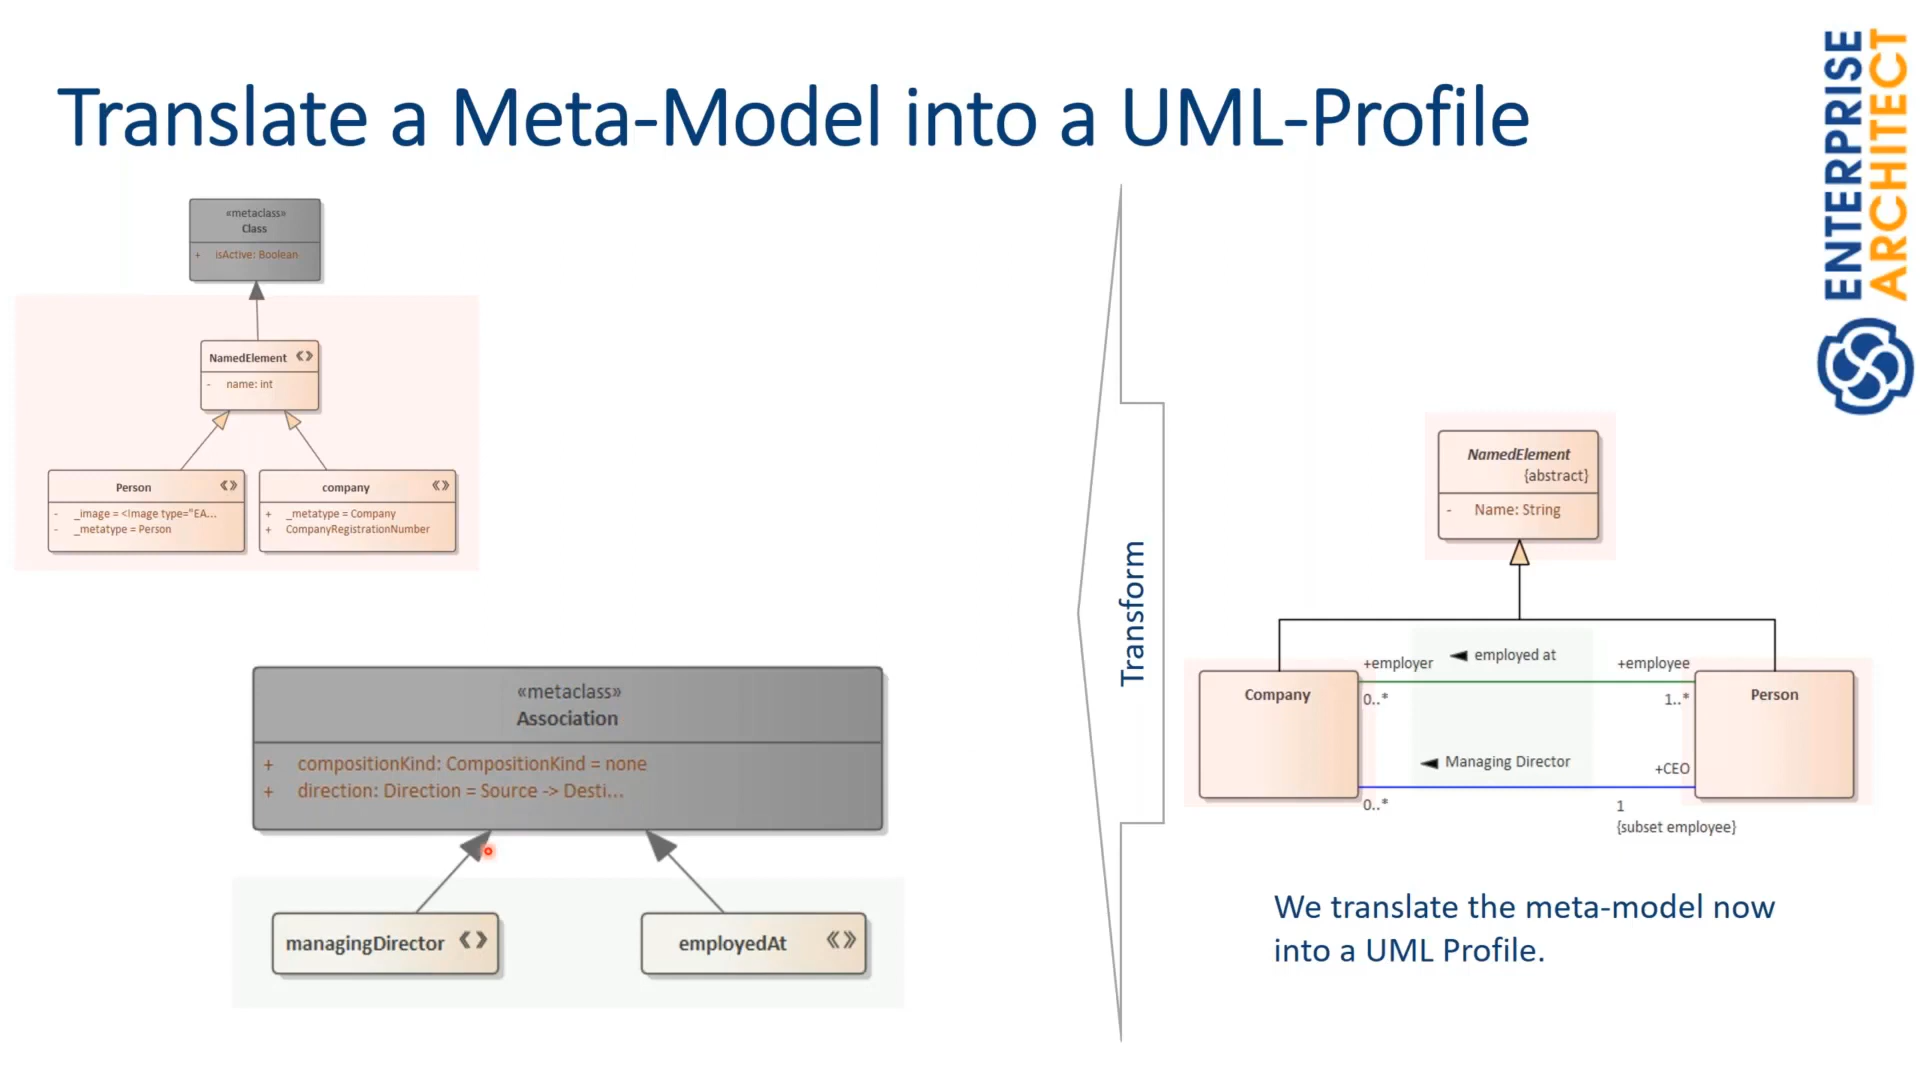 Translate a Meta-Model into a UML-Profile
ENTERPRISE
ARCHITECT
«metaclass»
Class
+ isActive: Boolean
NamedElement «»
- name: int
Person «»
- _image = <Image type="EA...
- _metatype = Person
company «»
+ _metatype = Company
+ CompanyRegistrationNumber
«metaclass»
Association
+ compositionKind: CompositionKind = none
+ direction: Direction = Source -> Desti...
managingDirector «»
employedAt «»
Transform
NamedElement
{abstract}
- Name: String
Company
Person
+employer
◄ employed at
+employee
0..*
1..*
◄ Managing Director
+CEO
0..*
1
{subset employee}
We translate the meta-model now
into a UML Profile.